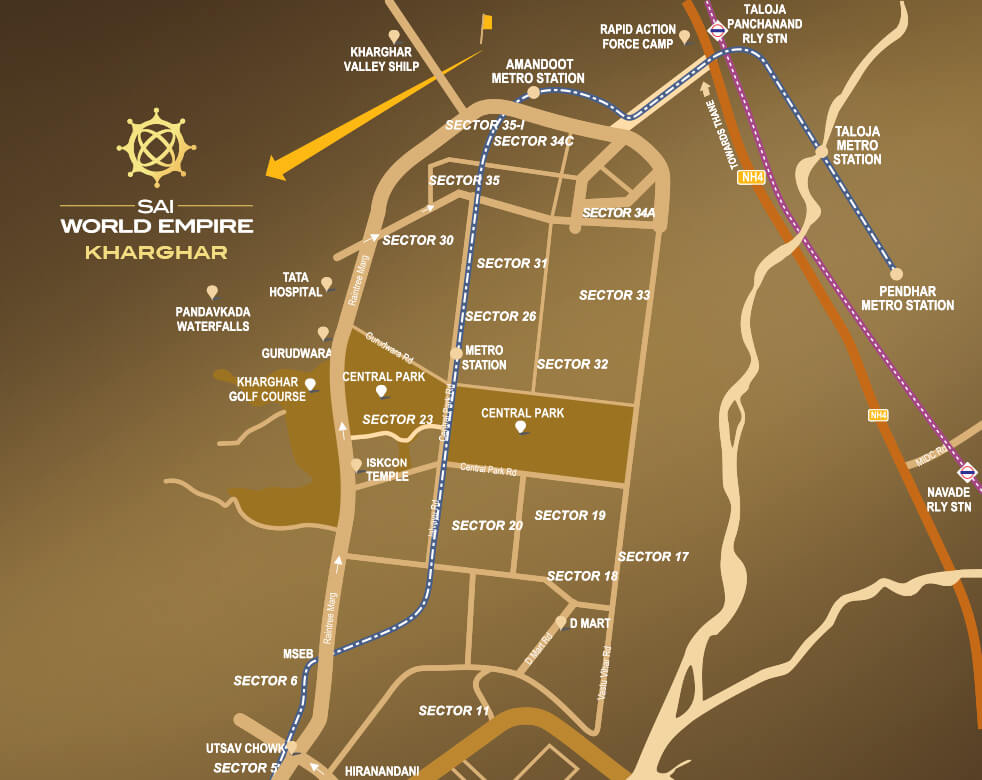 TALOJA
PANCHANAND
RLY STN
RAPID ACTION
FORCE CAMP
KHARGHAR
VALLEY SHILP
AMANDOOT
METRO STATION
TOWARDS THANE
SECTOR 35-I
SECTOR 34C
TALOJA
METRO
STATION
NH4
SECTOR 35
SAI
WORLD EMPIRE
KHARGHAR
SECTOR 34A
SECTOR 30
SECTOR 31
Raintree Marg
TATA
HOSPITAL
SECTOR 33
PENDHAR
METRO STATION
PANDAVKADA
WATERFALLS
SECTOR 26
GURUDWARA
Gurudwara Rd
METRO
STATION
SECTOR 32
KHARGHAR
GOLF COURSE
CENTRAL PARK
Central Park Rd
SECTOR 23
CENTRAL PARK
NH4
MIDC Rd
ISKCON
TEMPLE
Central Park Rd
NAVADE
RLY STN
SECTOR 20
SECTOR 19
SECTOR 17
SECTOR 18
Raintree Marg
D MART
D Mart Rd
MSEB
Vastu Vihar Rd
SECTOR 6
SECTOR 11
UTSAV CHOWK
SECTOR 5
HIRANANDANI